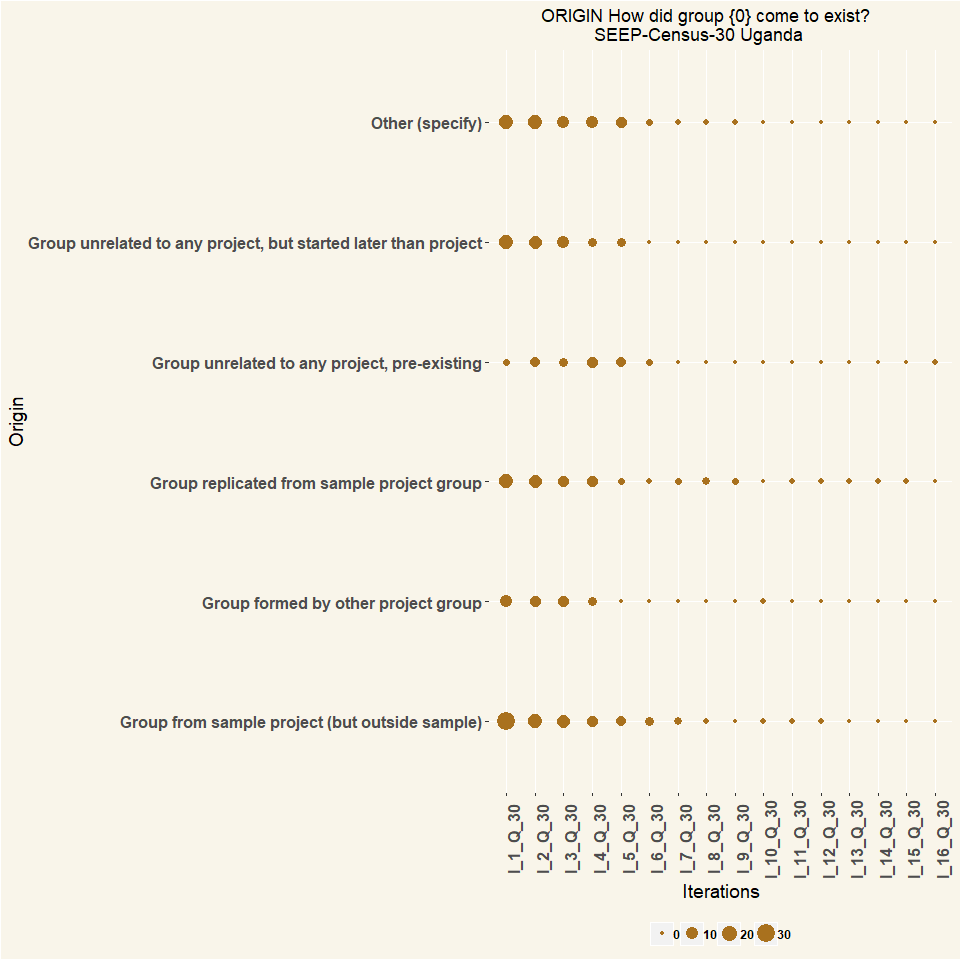 ORIGIN How did group {0} come to exist?
SEEP-Census-30 Uganda
Other (specify)
Group unrelated to any project, but started later than project
Group unrelated to any project, pre-existing
Group replicated from sample project group
Group formed by other project group
Group from sample project (but outside sample)
Origin
I_1_Q_30
I_2_Q_30
I_3_Q_30
I_4_Q_30
I_5_Q_30
I_6_Q_30
I_7_Q_30
I_8_Q_30
I_9_Q_30
I_10_Q_30
I_11_Q_30
I_12_Q_30
I_13_Q_30
I_14_Q_30
I_15_Q_30
I_16_Q_30
Iterations
0 10 20 30